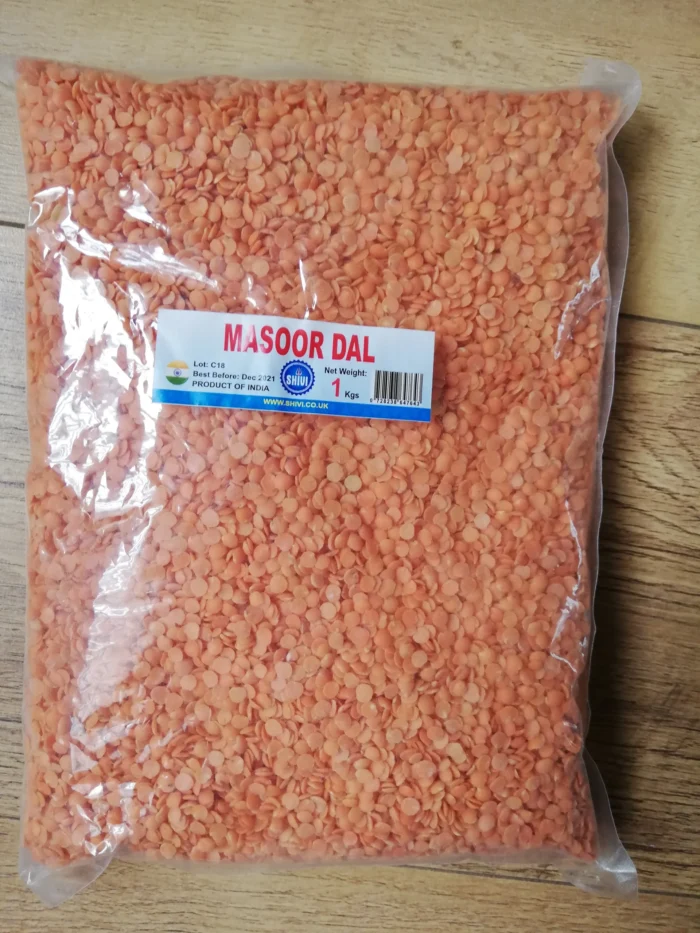 MASOOR DAL
Lot: C18
Best Before: Dec 2021
PRODUCT OF INDIA
SHIVI
Net Weight:
1 Kgs
WWW.SHIVI.CO.UK